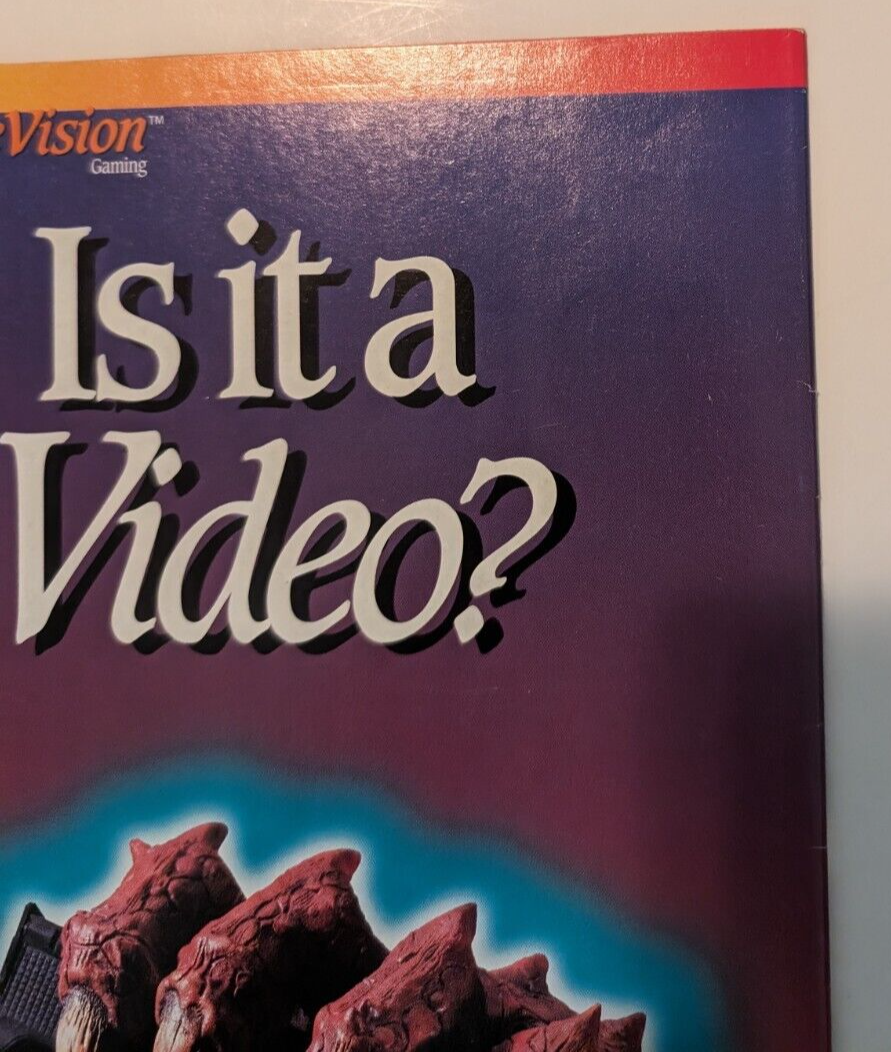 Vision™
Gaming
Is it a
Video?